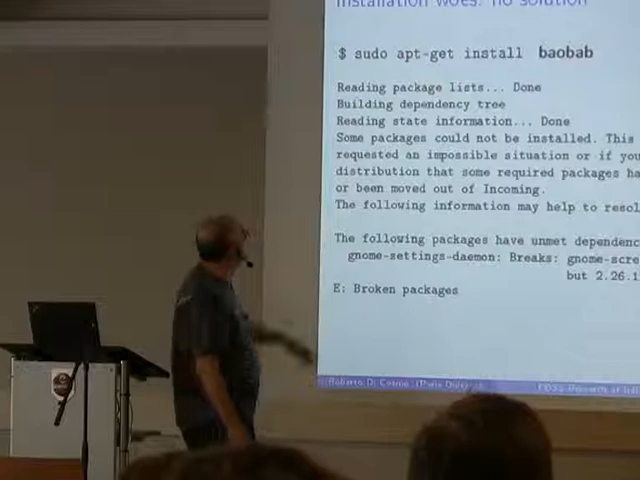 Installation woes: no solution
$ sudo apt-get install baobab
Reading package lists... Done
Building dependency tree
Reading state information... Done
Some packages could not be installed. This
requested an impossible situation or if you
distribution that some required packages ha
or been moved out of Incoming.
The following information may help to resol
The following packages have unmet dependenc
gnome-settings-daemon: Breaks: gnome-scre
but 2.26.1
E: Broken packages
Roberto Di Cosmo